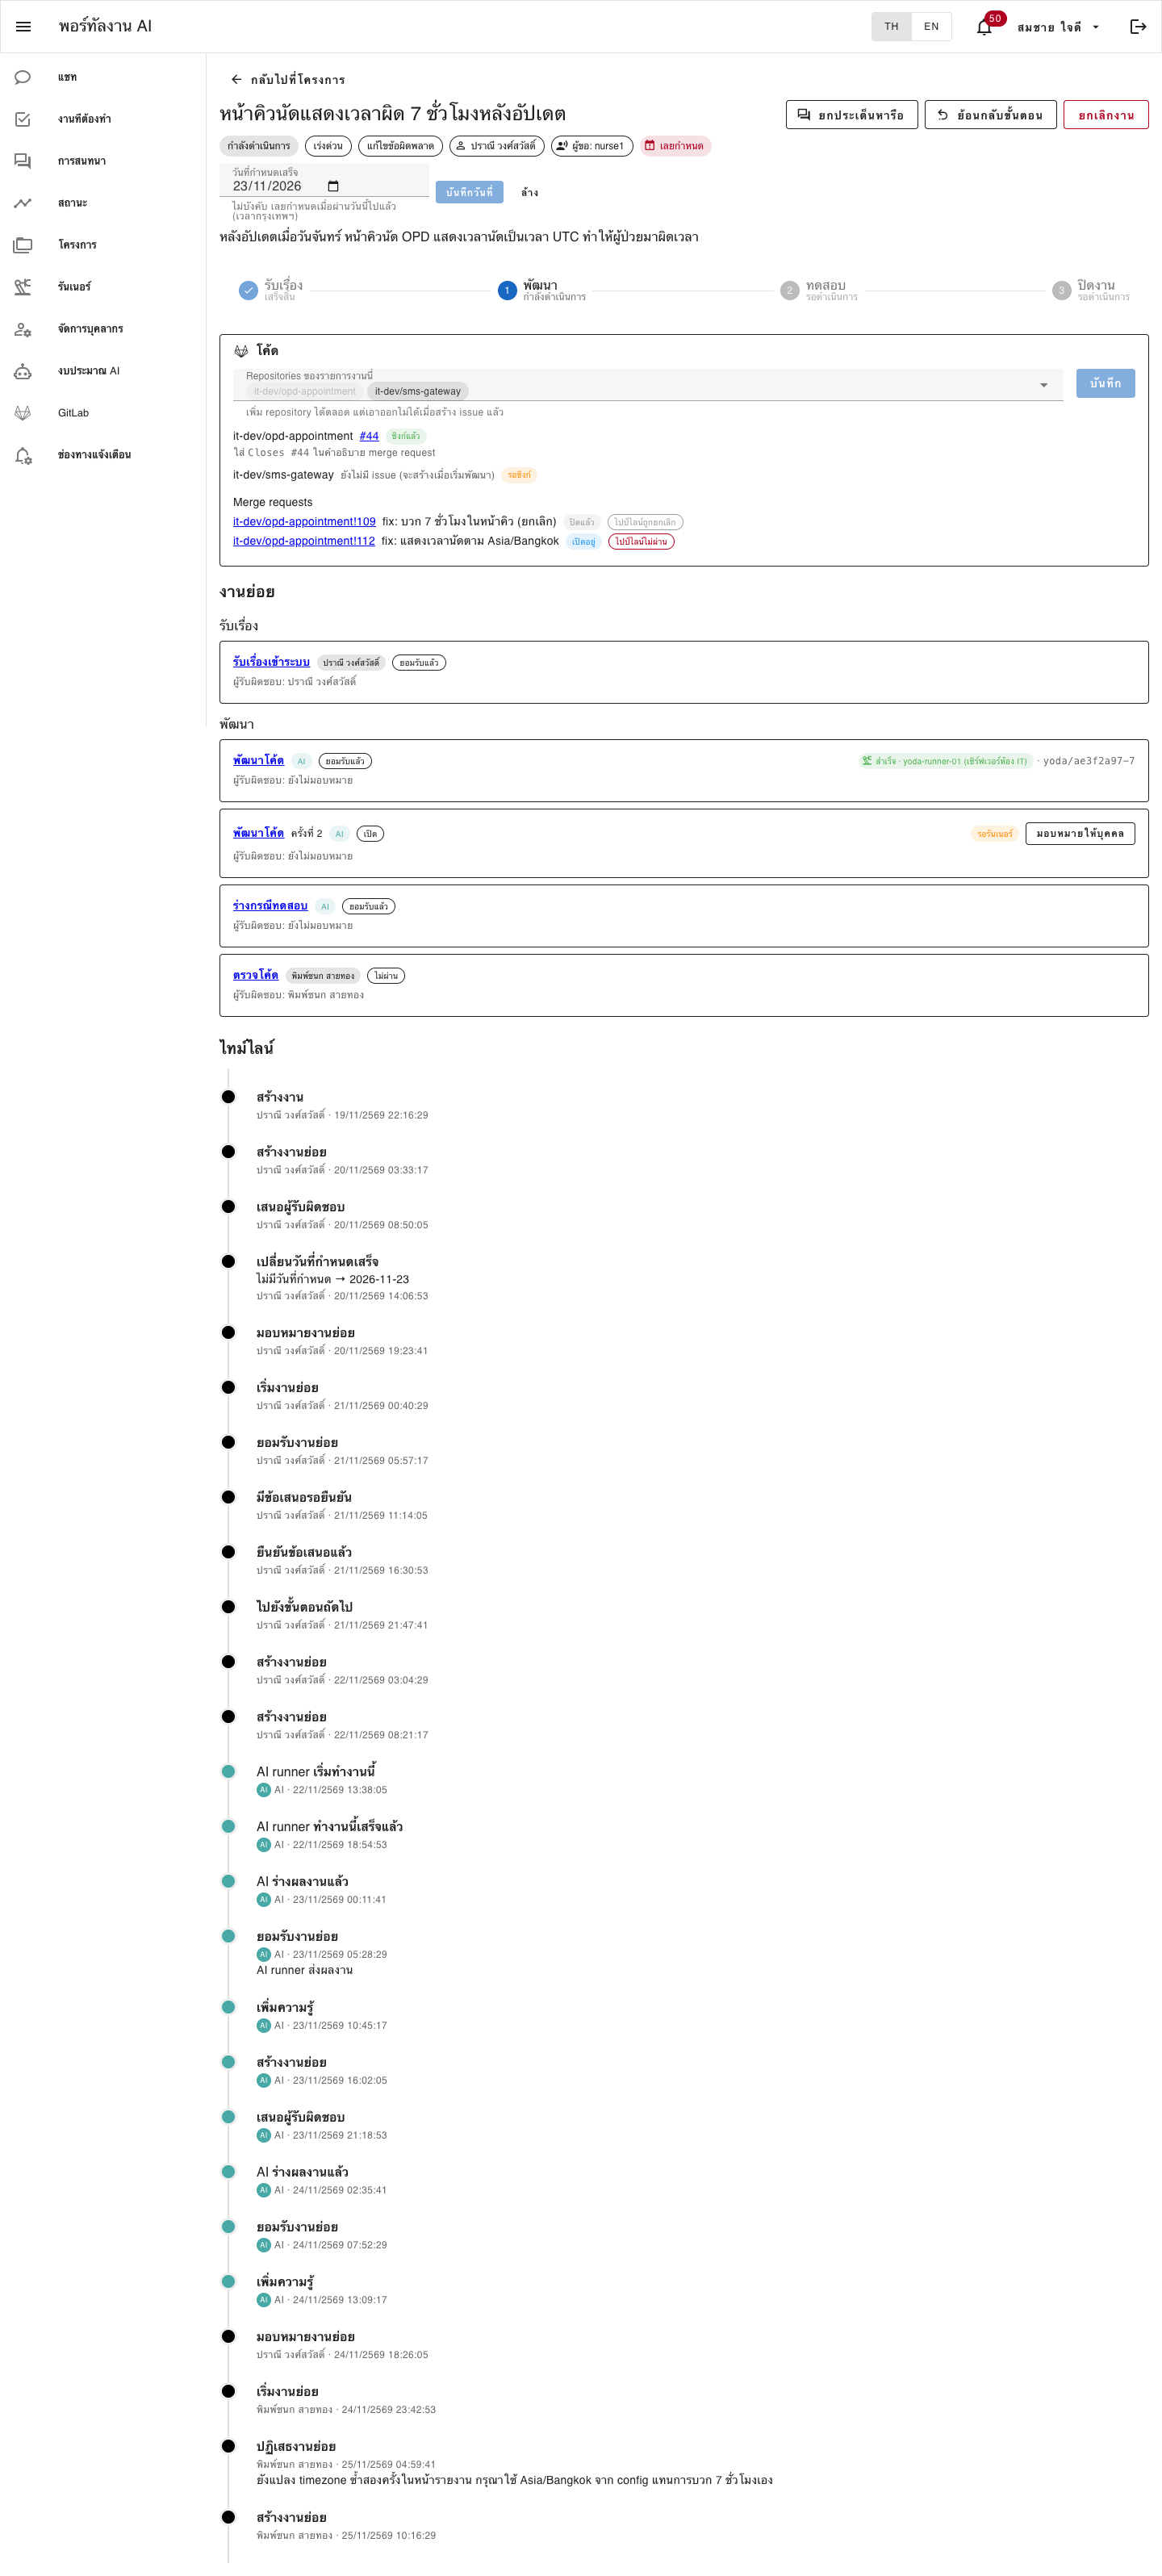 พอร์ทัลงาน AI
TH EN
50
สมชาย ใจดี
แชท
งานที่ต้องทำ
การสนทนา
สถานะ
โครงการ
รันเนอร์
จัดการบุคลากร
งบประมาณ AI
GitLab
ช่องทางแจ้งเตือน
กลับไปที่โครงการ
หน้าคิวนัดแสดงเวลาผิด 7 ชั่วโมงหลังอัปเดต
ยกประเด็นหารือ
ย้อนกลับขั้นตอน
ยกเลิกงาน
กำลังดำเนินการ เร่งด่วน แก้ไขข้อผิดพลาด ปราณี วงศ์สวัสดิ์ ผู้ขอ: nurse1 เลยกำหนด
วันที่กำหนดเสร็จ
23/11/2026
บันทึกวันที่ ล้าง
ไม่บังคับ เลยกำหนดเมื่อผ่านวันนี้ไปแล้ว
(เวลากรุงเทพฯ)
หลังอัปเดตเมื่อวันจันทร์ หน้าคิวนัด OPD แสดงเวลานัดเป็นเวลา UTC ทำให้ผู้ป่วยมาผิดเวลา
รับเรื่อง
เสร็จสิ้น
1 พัฒนา
กำลังดำเนินการ
2 ทดสอบ
รอดำเนินการ
3 ปิดงาน
รอดำเนินการ
โค้ด
Repositories ของรายการงานนี้
it-dev/opd-appointment it-dev/sms-gateway
บันทึก
เพิ่ม repository ได้ตลอด แต่เอาออกไม่ได้เมื่อสร้าง issue แล้ว
it-dev/opd-appointment #44 ซิงก์แล้ว
ใส่ Closes #44 ในคำอธิบาย merge request
it-dev/sms-gateway ยังไม่มี issue (จะสร้างเมื่อเริ่มพัฒนา) รอซิงก์
Merge requests
it-dev/opd-appointment!109 fix: บวก 7 ชั่วโมงในหน้าคิว (ยกเลิก) ปิดแล้ว ไปป์ไลน์ถูกยกเลิก
it-dev/opd-appointment!112 fix: แสดงเวลานัดตาม Asia/Bangkok เปิดอยู่ ไปป์ไลน์ไม่ผ่าน
งานย่อย
รับเรื่อง
รับเรื่องเข้าระบบ ปราณี วงศ์สวัสดิ์ ยอมรับแล้ว
ผู้รับผิดชอบ: ปราณี วงศ์สวัสดิ์
พัฒนา
พัฒนาโค้ด AI ยอมรับแล้ว
สำเร็จ · yoda-runner-01 (เซิร์ฟเวอร์ห้อง IT) · yoda/ae3f2a97-7
ผู้รับผิดชอบ: ยังไม่มอบหมาย
พัฒนาโค้ด ครั้งที่ 2 AI เปิด
รอรันเนอร์ มอบหมายให้บุคคล
ผู้รับผิดชอบ: ยังไม่มอบหมาย
ร่างกรณีทดสอบ AI ยอมรับแล้ว
ผู้รับผิดชอบ: ยังไม่มอบหมาย
ตรวจโค้ด พิมพ์ชนก สายทอง ไม่ผ่าน
ผู้รับผิดชอบ: พิมพ์ชนก สายทอง
ไทม์ไลน์
สร้างงาน
ปราณี วงศ์สวัสดิ์ · 19/11/2569 22:16:29
สร้างงานย่อย
ปราณี วงศ์สวัสดิ์ · 20/11/2569 03:33:17
เสนอผู้รับผิดชอบ
ปราณี วงศ์สวัสดิ์ · 20/11/2569 08:50:05
เปลี่ยนวันที่กำหนดเสร็จ
ไม่มีวันที่กำหนด → 2026-11-23
ปราณี วงศ์สวัสดิ์ · 20/11/2569 14:06:53
มอบหมายงานย่อย
ปราณี วงศ์สวัสดิ์ · 20/11/2569 19:23:41
เริ่มงานย่อย
ปราณี วงศ์สวัสดิ์ · 21/11/2569 00:40:29
ยอมรับงานย่อย
ปราณี วงศ์สวัสดิ์ · 21/11/2569 05:57:17
มีข้อเสนอรอยืนยัน
ปราณี วงศ์สวัสดิ์ · 21/11/2569 11:14:05
ยืนยันข้อเสนอแล้ว
ปราณี วงศ์สวัสดิ์ · 21/11/2569 16:30:53
ไปยังขั้นตอนถัดไป
ปราณี วงศ์สวัสดิ์ · 21/11/2569 21:47:41
สร้างงานย่อย
ปราณี วงศ์สวัสดิ์ · 22/11/2569 03:04:29
สร้างงานย่อย
ปราณี วงศ์สวัสดิ์ · 22/11/2569 08:21:17
AI runner เริ่มทำงานนี้
AI AI · 22/11/2569 13:38:05
AI runner ทำงานนี้เสร็จแล้ว
AI AI · 22/11/2569 18:54:53
AI ร่างผลงานแล้ว
AI AI · 23/11/2569 00:11:41
ยอมรับงานย่อย
AI AI · 23/11/2569 05:28:29
AI runner ส่งผลงาน
เพิ่มความรู้
AI AI · 23/11/2569 10:45:17
สร้างงานย่อย
AI AI · 23/11/2569 16:02:05
เสนอผู้รับผิดชอบ
AI AI · 23/11/2569 21:18:53
AI ร่างผลงานแล้ว
AI AI · 24/11/2569 02:35:41
ยอมรับงานย่อย
AI AI · 24/11/2569 07:52:29
เพิ่มความรู้
AI AI · 24/11/2569 13:09:17
มอบหมายงานย่อย
ปราณี วงศ์สวัสดิ์ · 24/11/2569 18:26:05
เริ่มงานย่อย
พิมพ์ชนก สายทอง · 24/11/2569 23:42:53
ปฏิเสธงานย่อย
พิมพ์ชนก สายทอง · 25/11/2569 04:59:41
ยังแปลง timezone ซ้ำสองครั้งในหน้ารายงาน กรุณาใช้ Asia/Bangkok จาก config แทนการบวก 7 ชั่วโมงเอง
สร้างงานย่อย
พิมพ์ชนก สายทอง · 25/11/2569 10:16:29